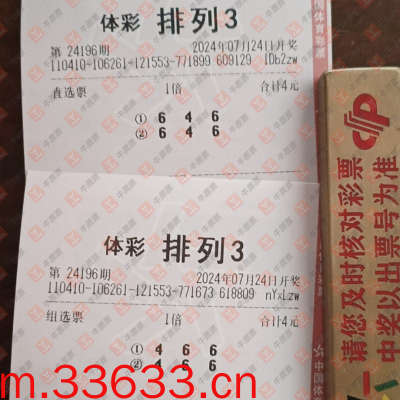 体彩 排列3
第 24196期 2024年07月24日开奖
110410-106261-121553-771899 609129 IDb2zw
直选票 1倍 合计4元
① 6 4 6
② 6 4 6
体彩 排列3
第 24196期 2024年07月24日开奖
110410-106261-121553-771673 618809 nYxLzw
组选票 1倍 合计4元
① 4 6 6
② 4 6 6
请您及时核对彩票
中奖以出票号为准
m.33633.cn